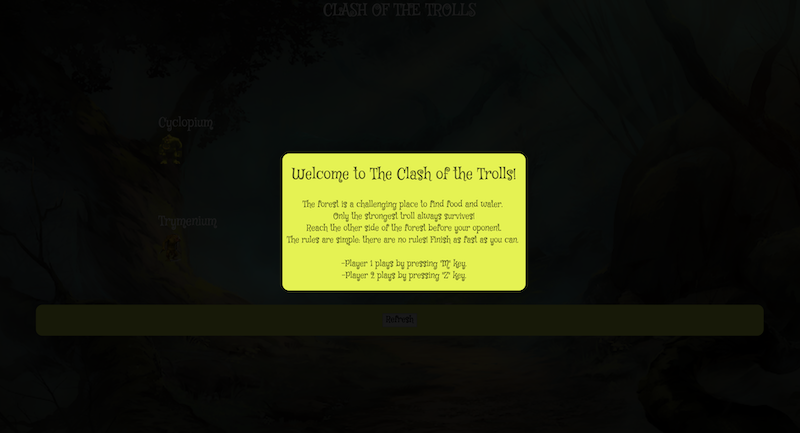 CLASH OF THE TROLLS
Cyclopium
Trymenium
Welcome to The Clash of the Trolls!
The forest is a challenging place to find food and water.
Only the strongest troll always survives!
Reach the other side of the forest before your oponent.
The rules are simple: there are no rules! Finish as fast as you can.
-Player 1 plays by pressing "M" key.
-Player 2 plays by pressing "Z" key.
Refresh